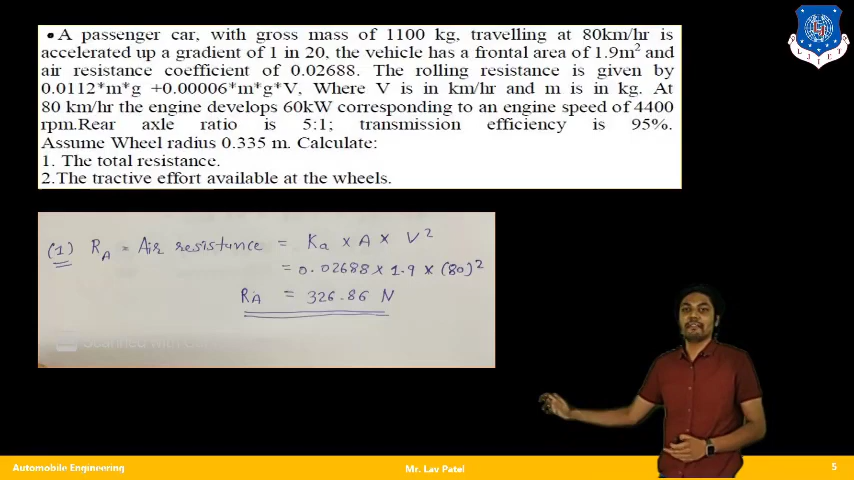 • A passenger car, with gross mass of 1100 kg, travelling at 80km/hr is
accelerated up a gradient of 1 in 20, the vehicle has a frontal area of 1.9m² and
air resistance coefficient of 0.02688. The rolling resistance is given by
0.0112*m*g +0.00006*m*g*V, Where V is in km/hr and m is in kg. At
80 km/hr the engine develops 60kW corresponding to an engine speed of 4400
rpm.Rear axle ratio is 5:1; transmission efficiency is 95%.
Assume Wheel radius 0.335 m. Calculate:
1. The total resistance.
2.The tractive effort available at the wheels.
(1) R_A = Air resistance = Ka × A × V²
= 0.02688 × 1.9 × (80)²
RA = 326.86 N
LJIET
Automobile Engineering
Mr. Lav Patel
5